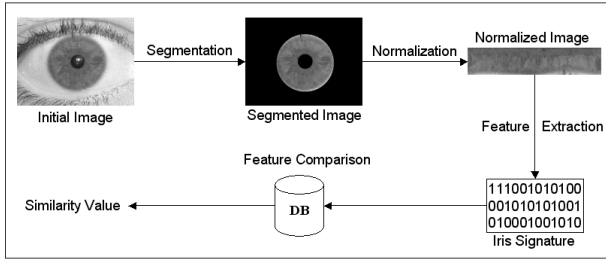 Segmentation
Normalization
Normalized Image
Initial Image
Segmented Image
Feature Extraction
Feature Comparison
111001010100
001010101001
010001001010
Similarity Value
DB
Iris Signature